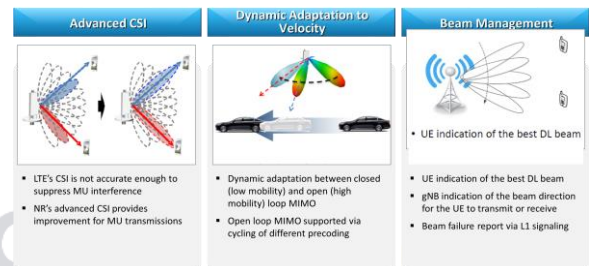 Advanced CSI
▪ LTE's CSI is not accurate enough to
suppress MU interference
▪ NR's advanced CSI provides
improvement for MU transmissions
Dynamic Adaptation to
Velocity
▪ Dynamic adaptation between closed
(low mobility) and open (high
mobility) loop MIMO
▪ Open loop MIMO supported via
cycling of different precoding
Beam Management
• UE indication of the best DL beam
▪ UE indication of the best DL beam
▪ gNB indication of the beam direction
for the UE to transmit or receive
▪ Beam failure report via L1 signaling